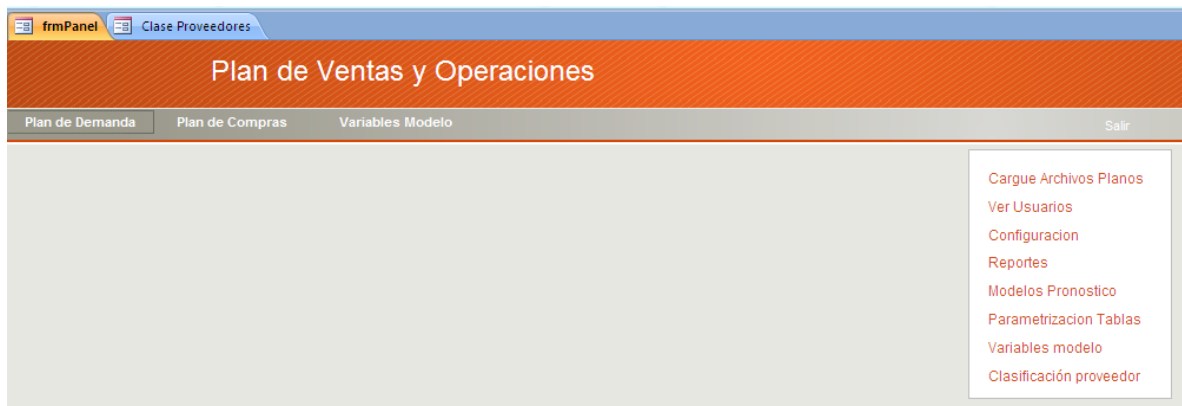 frmPanel Clase Proveedores
Plan de Ventas y Operaciones
Plan de Demanda Plan de Compras Variables Modelo Salir
Cargue Archivos Planos
Ver Usuarios
Configuracion
Reportes
Modelos Pronostico
Parametrizacion Tablas
Variables modelo
Clasificación proveedor